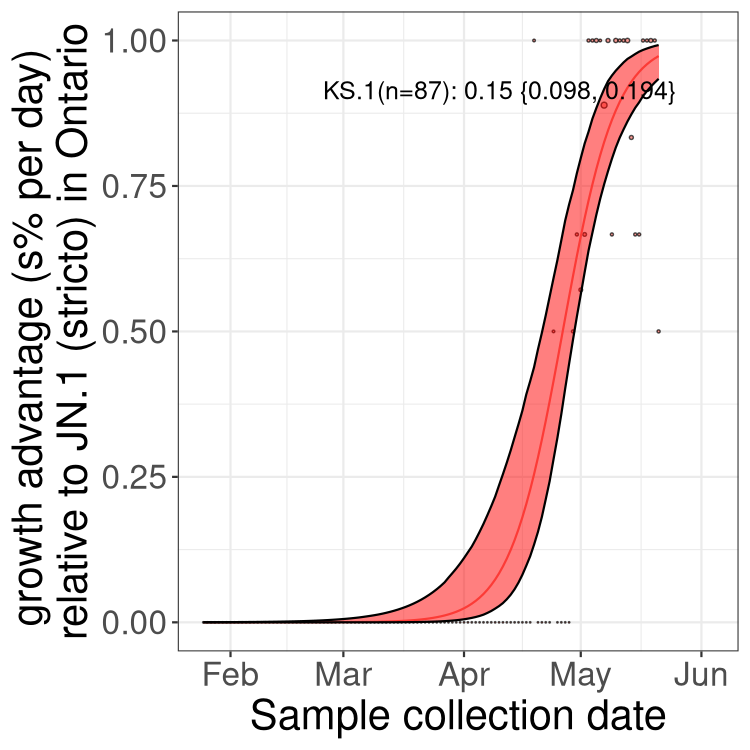 growth advantage (s% per day)
relative to JN.1 (stricto) in Ontario
1.00
0.75
0.50
0.25
0.00
KS.1(n=87): 0.15 {0.098, 0.194}
Feb Mar Apr May Jun
Sample collection date